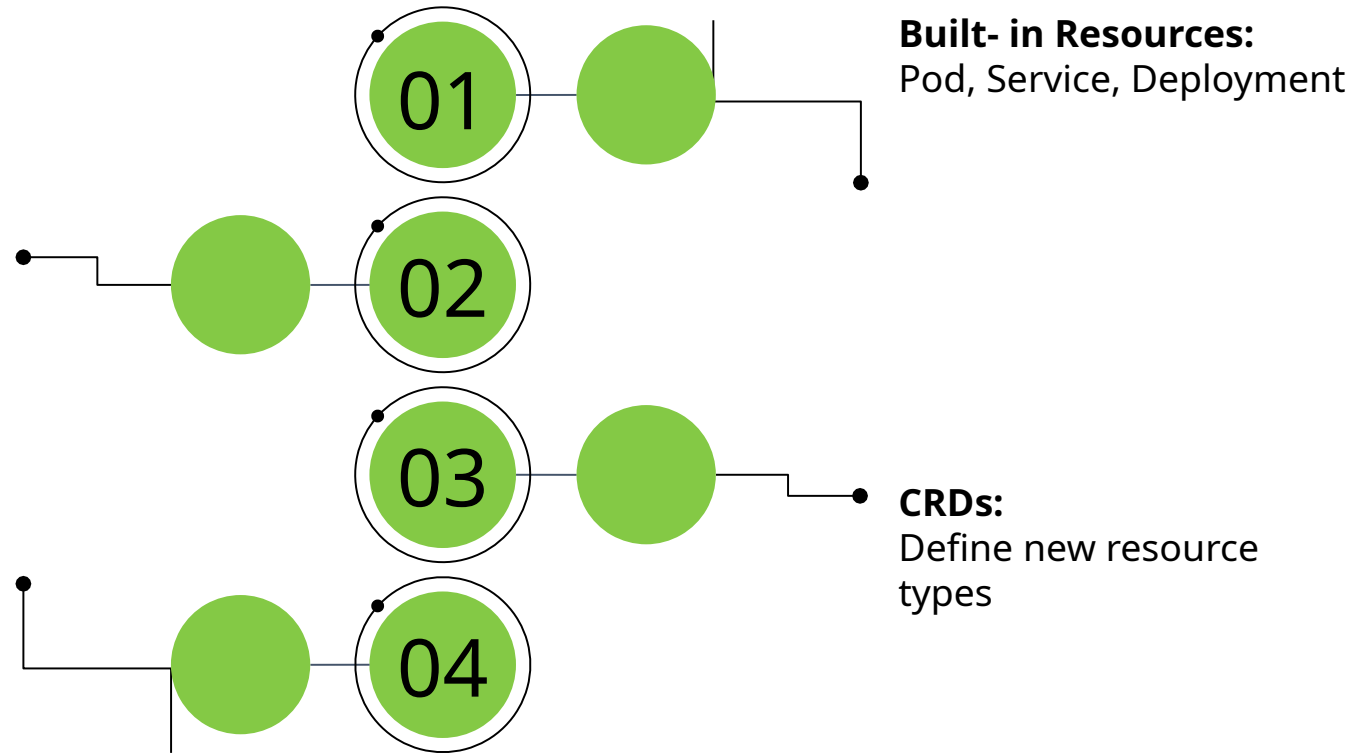 01
Built- in Resources:
Pod, Service, Deployment
02
03
CRDs:
Define new resource
types
04